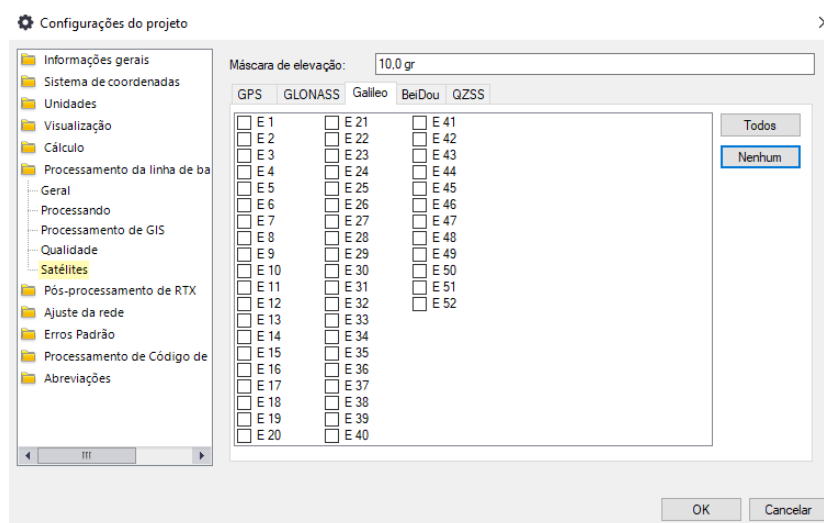 Configurações do projeto
Informações gerais
Sistema de coordenadas
Unidades
Visualização
Cálculo
Processamento da linha de ba
Geral
Processando
Processamento de GIS
Qualidade
Satélites
Pós-processamento de RTX
Ajuste da rede
Erros Padrão
Processamento de Código de
Abreviações
Máscara de elevação: 10,0 gr
GPS GLONASS Galileo BeiDou QZSS
E 1 E 21 E 41
E 2 E 22 E 42
E 3 E 23 E 43
E 4 E 24 E 44
E 5 E 25 E 45
E 6 E 26 E 46
E 7 E 27 E 47
E 8 E 28 E 48
E 9 E 29 E 49
E 10 E 30 E 50
E 11 E 31 E 51
E 12 E 32 E 52
E 13 E 33
E 14 E 34
E 15 E 35
E 16 E 36
E 17 E 37
E 18 E 38
E 19 E 39
E 20 E 40
Todos
Nenhum
OK Cancelar